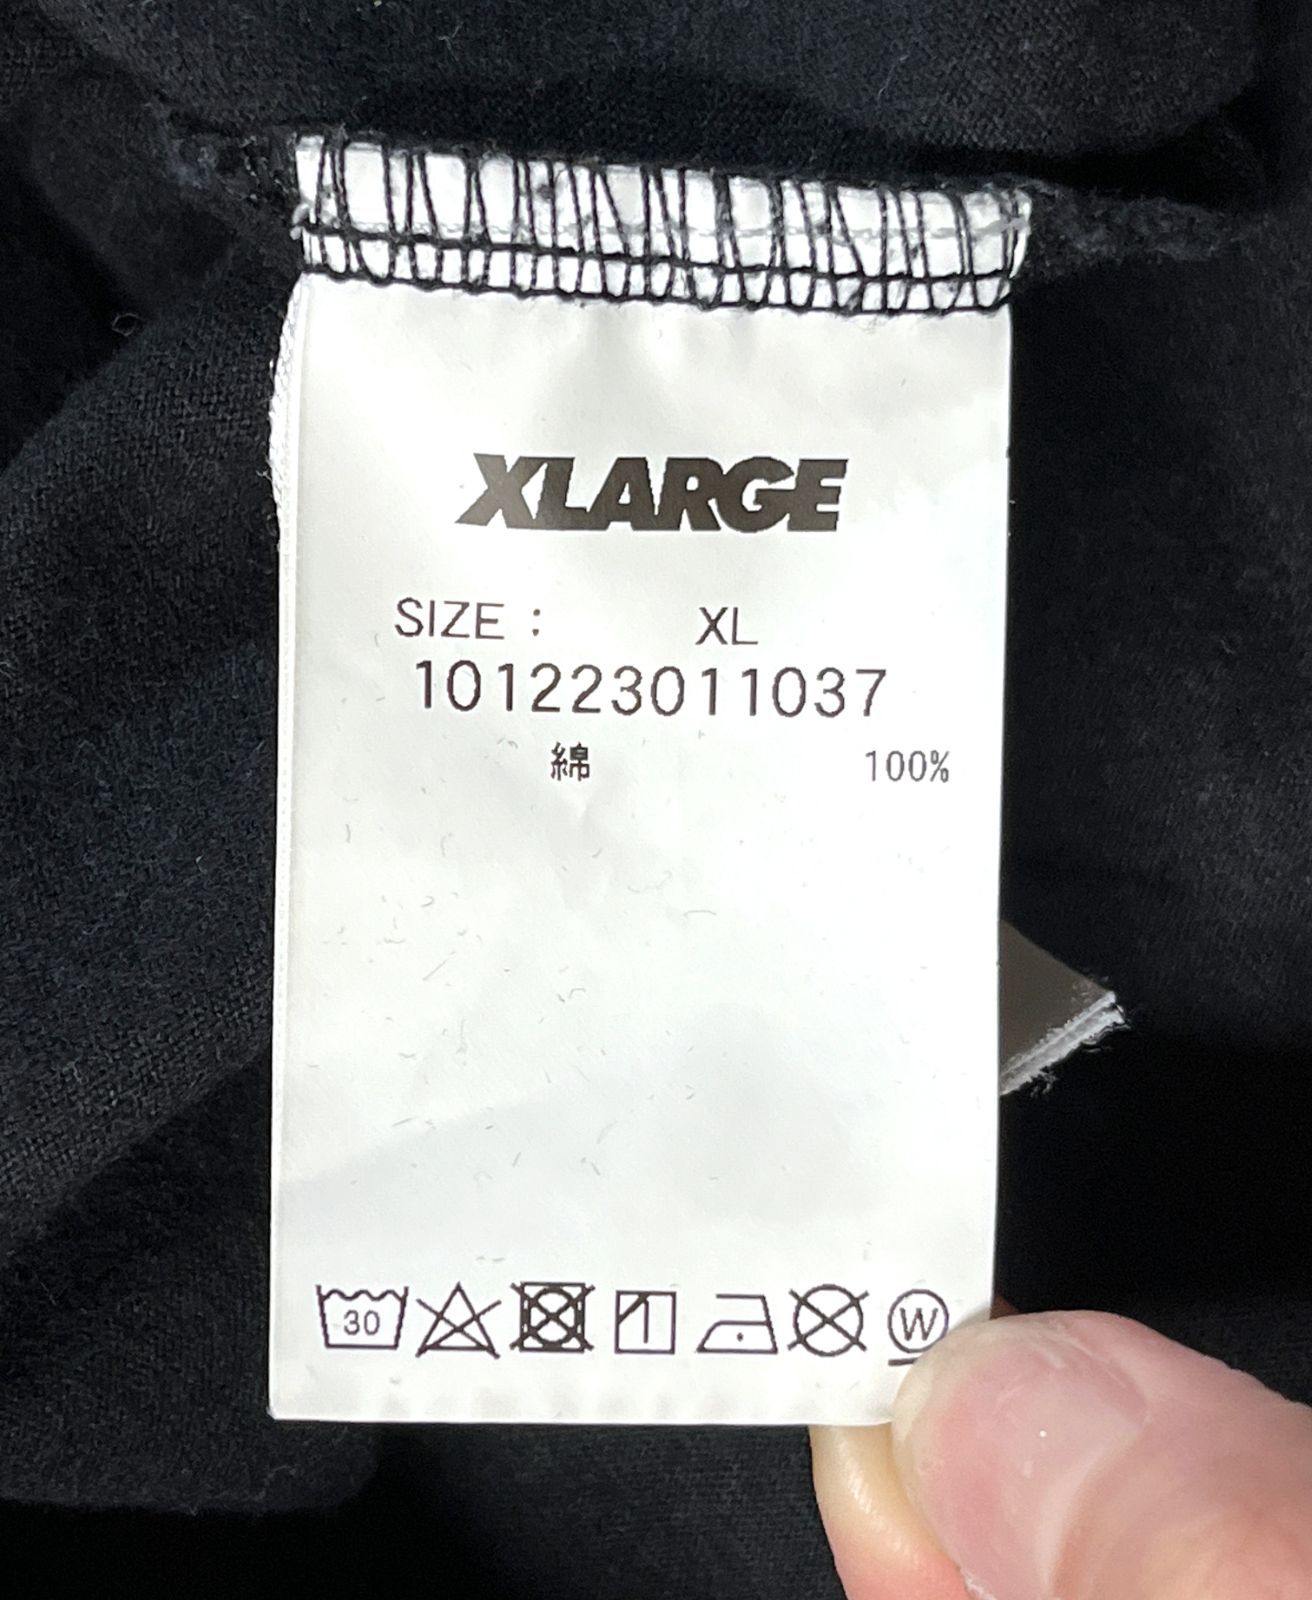 XLARGE
SIZE : XL
101223011037
綿 100%
30 W